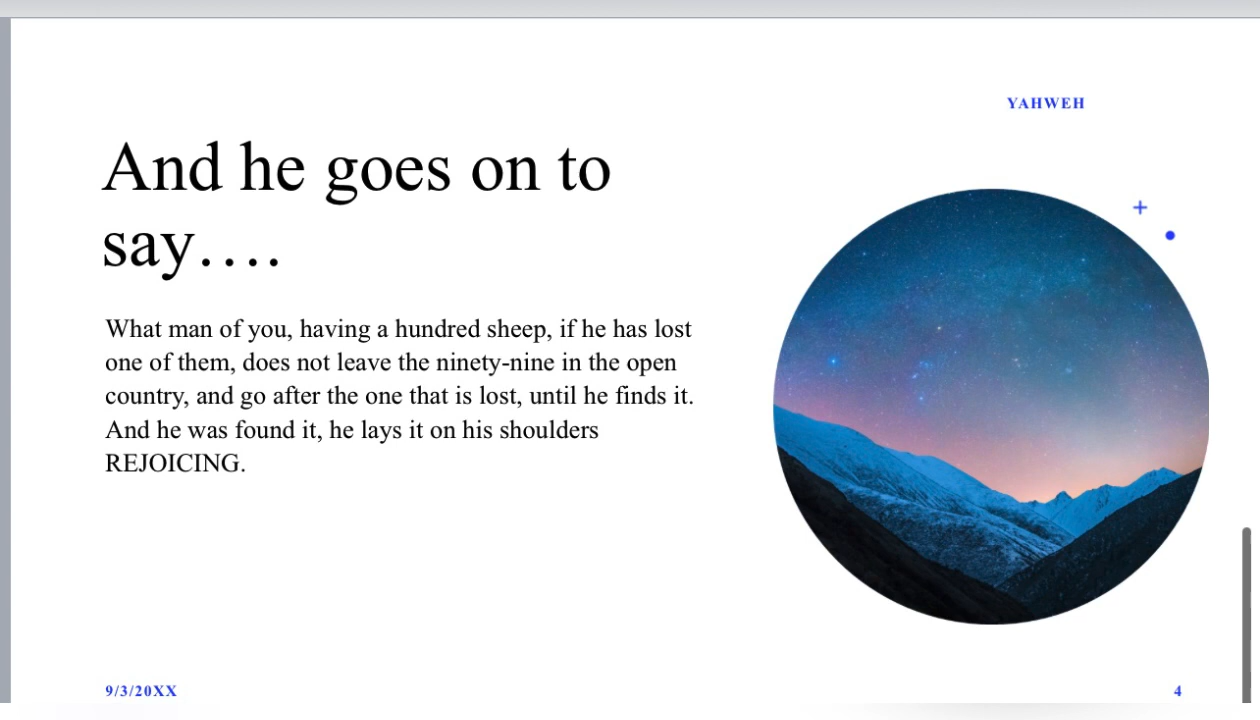 YAHWEH
And he goes on to
say….
What man of you, having a hundred sheep, if he has lost
one of them, does not leave the ninety-nine in the open
country, and go after the one that is lost, until he finds it.
And he was found it, he lays it on his shoulders
REJOICING.
9/3/20XX
4